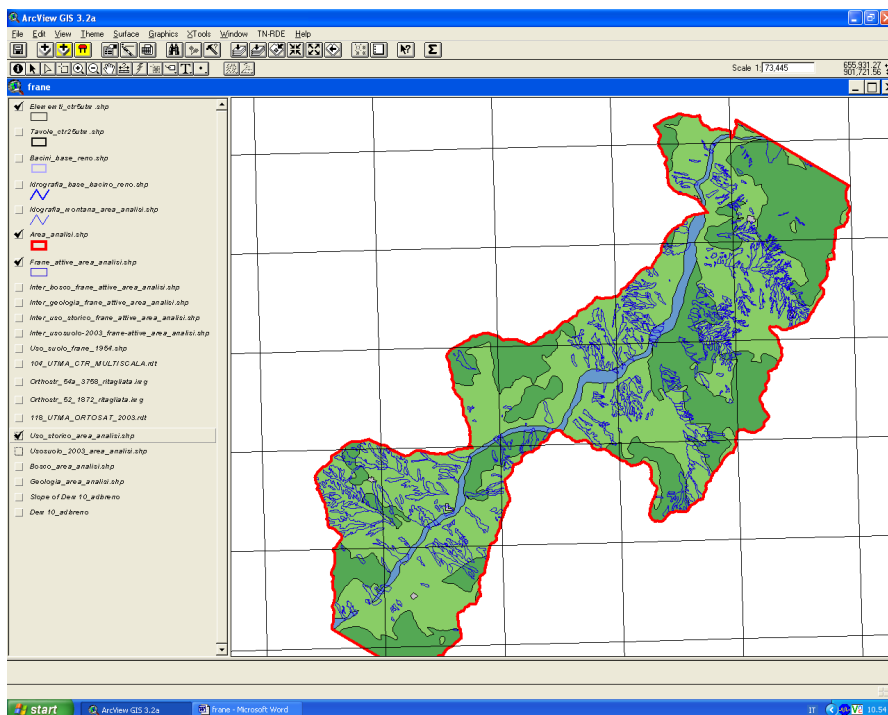 ArcView GIS 3.2a
File Edit View Theme Surface Graphics XTools Window TN-RIDE Help
Scale 1: 73,445
655,931.27
901,721.56
frane
Elementi_ctr5utm.shp
Tavole_ctr25utm.shp
Bacini_base_reno.shp
Idrografia_base_bacino_reno.shp
Idografia_montana_area_analisi.shp
Area_analisi.shp
Frane_attive_area_analisi.shp
Inter_bosco_frane_attive_area_analisi.shp
Inter_geologia_frane_attive_area_analisi.shp
Inter_uso_storico_frane_attive_area_analisi.shp
Inter_usosuolo-2003_frane-attive_area_analisi.shp
Uso_suolo_frane_1954.shp
104_UTMA_CTR_MULTISCALA.rdt
Orthostr_54a_3758_ritagliata.img
Orthostr_52_1872_ritagliata.img
118_UTMA_ORTOSAT_2003.rdt
Uso_storico_area_analisi.shp
Usosuolo_2003_area_analisi.shp
Bosco_area_analisi.shp
Geologia_area_analisi.shp
Slope of Dem 10_adbreno
Dem 10_adbreno
start
ArcView GIS 3.2a
frane - Microsoft Word
IT
10.54